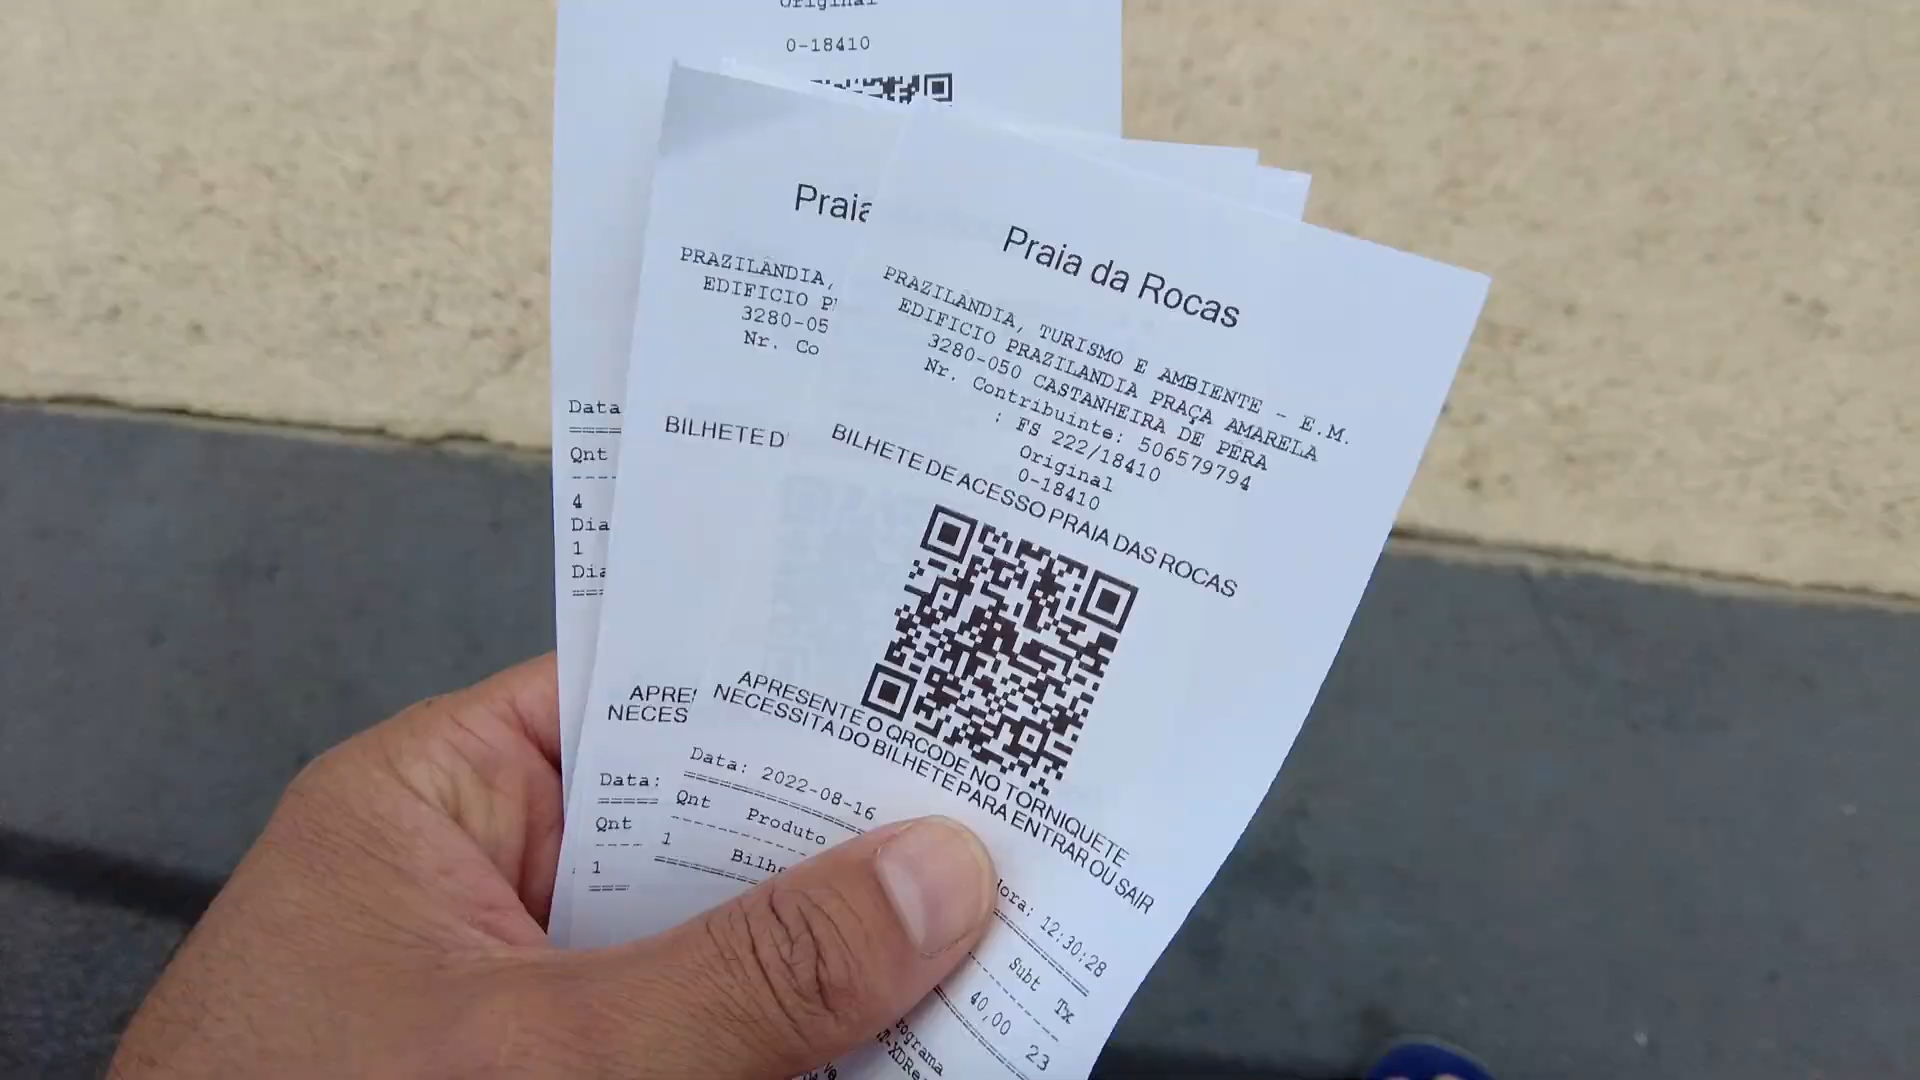 Original
0-18410
Data
Qnt
4
Dia
1
Praia
PRAZILÂNDIA,
EDIFICIO
3280-05
Nr. Co
BILHETE D
APRE
NECES
Data:
Qnt
1
Praia da Rocas
PRAZILÂNDIA, TURISMO E AMBIENTE - E.M.
EDIFICIO PRAZILANDIA PRAÇA AMARELA
3280-050 CASTANHEIRA DE PÊRA
Nr. Contribuinte: 506579794
: FS 222/18410
Original
0-18410
BILHETE DE ACESSO PRAIA DAS ROCAS
APRESENTE O QRCODE NO TORNIQUETE
NECESSITA DO BILHETE PARA ENTRAR OU SAIR
Data: 2022-08-16 Hora: 12:30:28
Qnt Produto Subt Tx
1 Bilhe 40,00 23